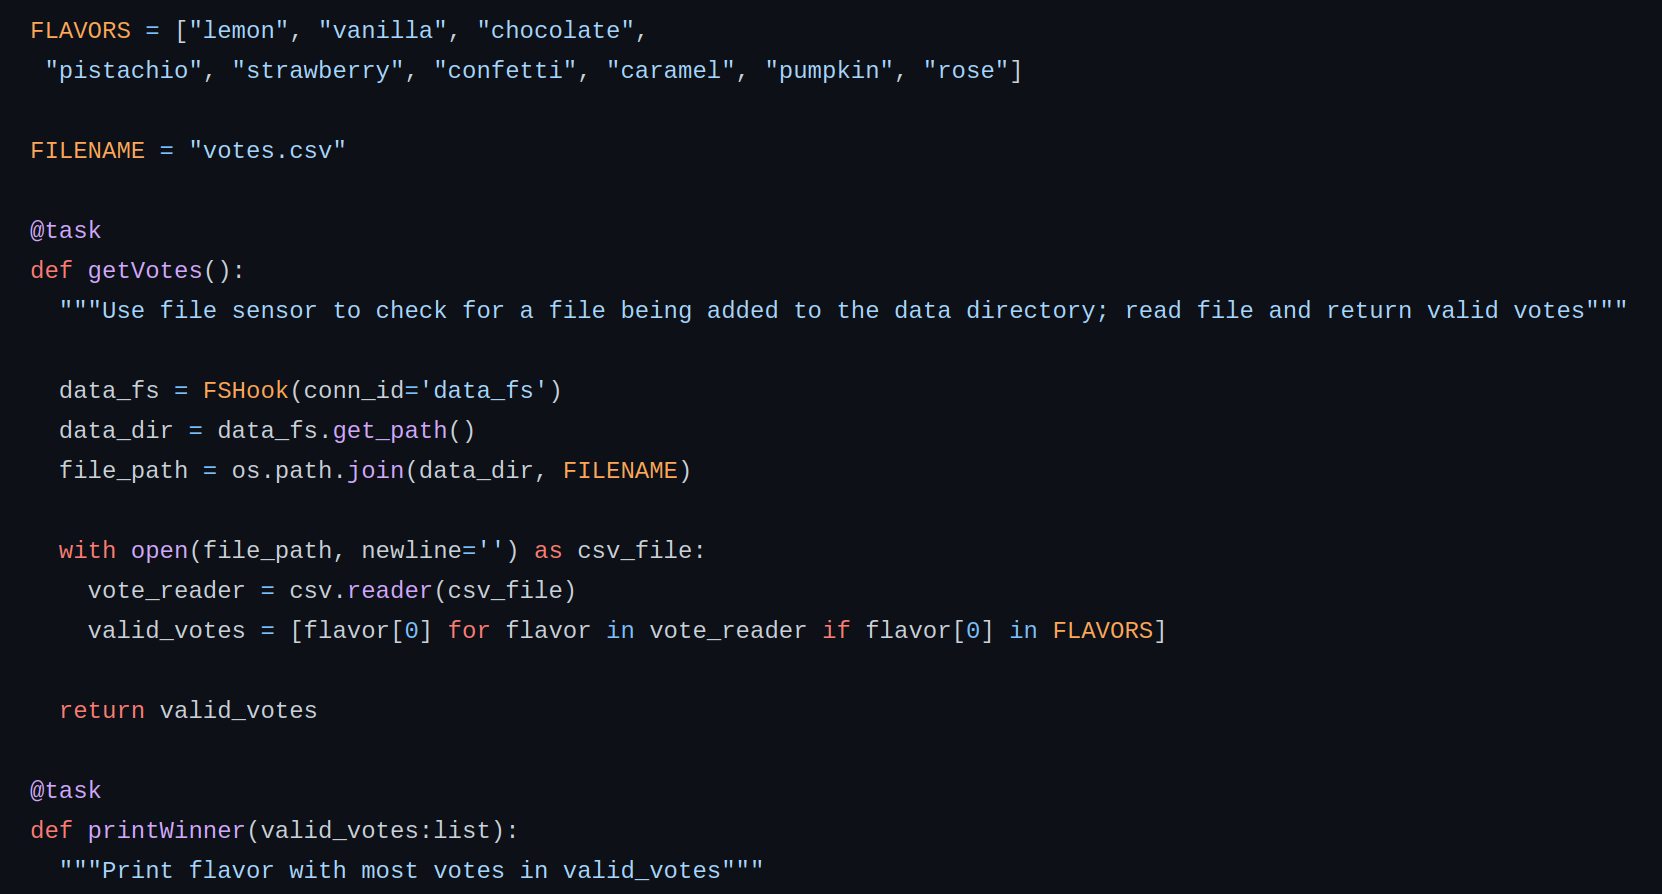 FLAVORS = ["lemon", "vanilla", "chocolate",
 "pistachio", "strawberry", "confetti", "caramel", "pumpkin", "rose"]
FILENAME = "votes.csv"
@task
def getVotes():
  """Use file sensor to check for a file being added to the data directory; read file and return valid votes"""
  data_fs = FSHook(conn_id='data_fs')
  data_dir = data_fs.get_path()
  file_path = os.path.join(data_dir, FILENAME)
  with open(file_path, newline='') as csv_file:
    vote_reader = csv.reader(csv_file)
    valid_votes = [flavor[0] for flavor in vote_reader if flavor[0] in FLAVORS]
  return valid_votes
@task
def printWinner(valid_votes:list):
  """Print flavor with most votes in valid_votes"""